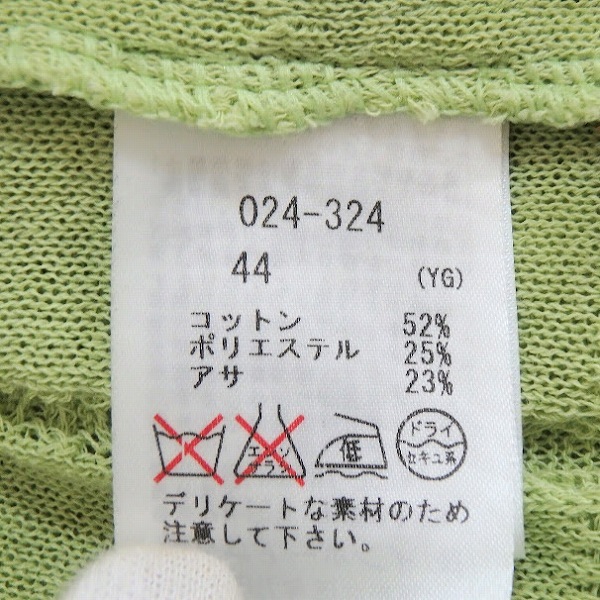 024-324
44 (YG)
コットン 52%
ポリエステル 25%
アサ 23%
エンソ サラシ 低 ドライ セキユ系
デリケートな素材のため
注意して下さい。